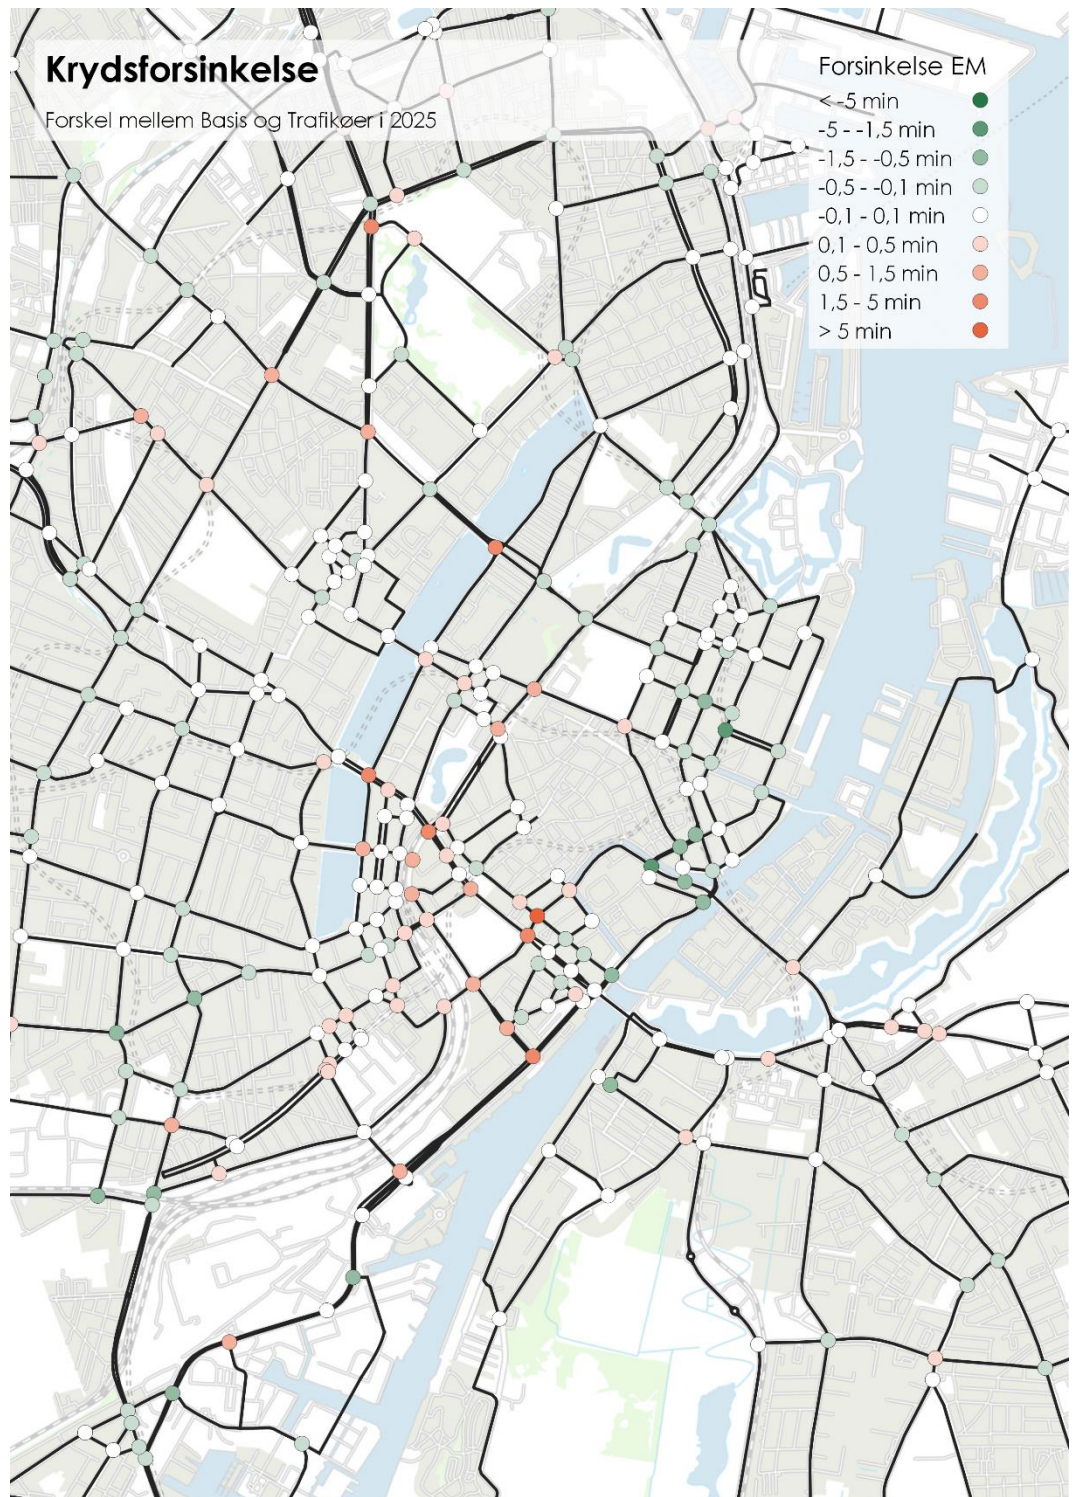 Krydsforsinkelse
Forskel mellem Basis og Trafikøer i 2025
Forsinkelse EM
< -5 min
-5 - -1,5 min
-1,5 - -0,5 min
-0,5 - -0,1 min
-0,1 - 0,1 min
0,1 - 0,5 min
0,5 - 1,5 min
1,5 - 5 min
> 5 min